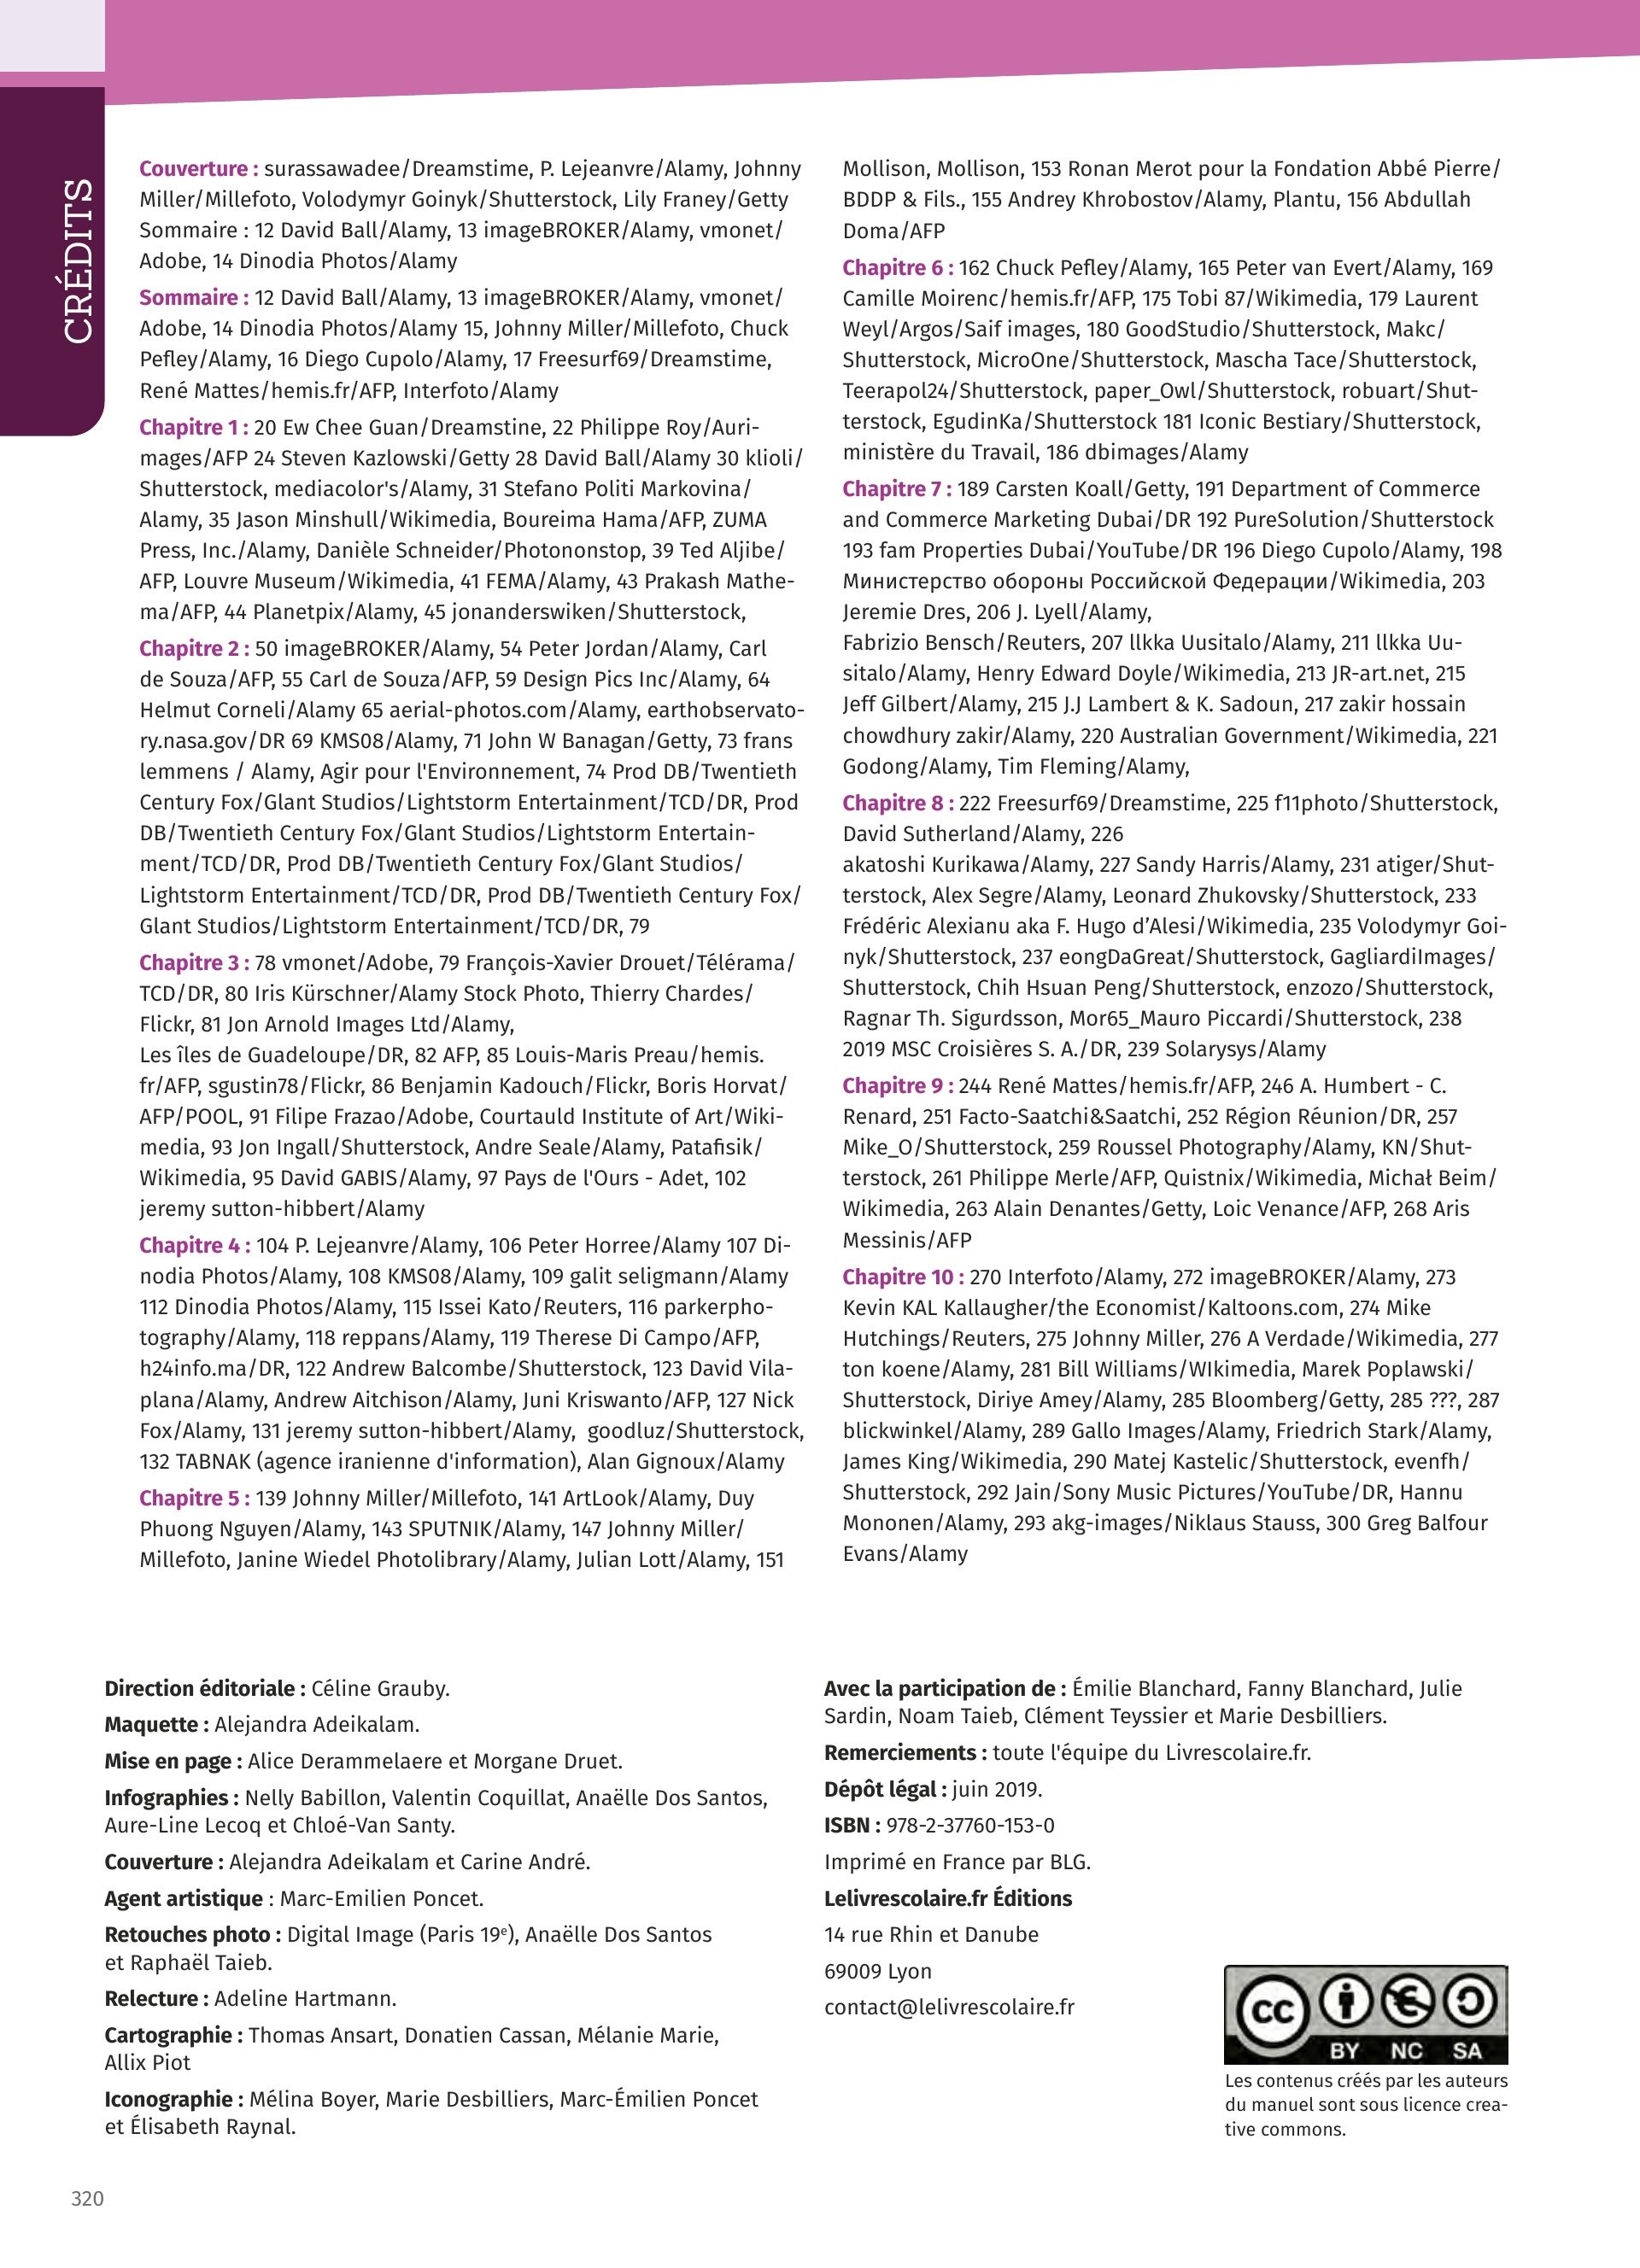 CRÉDITS
Couverture : surassawadee/Dreamstime, P. Lejeanvre/Alamy, Johnny
Miller/Millefoto, Volodymyr Goinyk/Shutterstock, Lily Franey/Getty
Sommaire : 12 David Ball/Alamy, 13 imageBROKER/Alamy, vmonet/
Adobe, 14 Dinodia Photos/Alamy
Sommaire : 12 David Ball/Alamy, 13 imageBROKER/Alamy, vmonet/
Adobe, 14 Dinodia Photos/Alamy 15, Johnny Miller/Millefoto, Chuck
Pefley/Alamy, 16 Diego Cupolo/Alamy, 17 Freesurf69/Dreamstime,
René Mattes/hemis.fr/AFP, Interfoto/Alamy
Chapitre 1 : 20 Ew Chee Guan/Dreamstine, 22 Philippe Roy/Auri-
mages/AFP 24 Steven Kazlowski/Getty 28 David Ball/Alamy 30 klioli/
Shutterstock, mediacolor's/Alamy, 31 Stefano Politi Markovina/
Alamy, 35 Jason Minshull/Wikimedia, Boureima Hama/AFP, ZUMA
Press, Inc./Alamy, Danièle Schneider/Photononstop, 39 Ted Aljibe/
AFP, Louvre Museum/Wikimedia, 41 FEMA/Alamy, 43 Prakash Mathe-
ma/AFP, 44 Planetpix/Alamy, 45 jonanderswiken/Shutterstock,
Chapitre 2 : 50 imageBROKER/Alamy, 54 Peter Jordan/Alamy, Carl
de Souza/AFP, 55 Carl de Souza/AFP, 59 Design Pics Inc/Alamy, 64
Helmut Corneli/Alamy 65 aerial-photos.com/Alamy, earthobservato-
ry.nasa.gov/DR 69 KMS08/Alamy, 71 John W Banagan/Getty, 73 frans
lemmens / Alamy, Agir pour l'Environnement, 74 Prod DB/Twentieth
Century Fox/Glant Studios/Lightstorm Entertainment/TCD/DR, Prod
DB/Twentieth Century Fox/Glant Studios/Lightstorm Entertain-
ment/TCD/DR, Prod DB/Twentieth Century Fox/Glant Studios/
Lightstorm Entertainment/TCD/DR, Prod DB/Twentieth Century Fox/
Glant Studios/Lightstorm Entertainment/TCD/DR, 79
Chapitre 3 : 78 vmonet/Adobe, 79 François-Xavier Drouet/Télérama/
TCD/DR, 80 Iris Kürschner/Alamy Stock Photo, Thierry Chardes/
Flickr, 81 Jon Arnold Images Ltd/Alamy,
Les îles de Guadeloupe/DR, 82 AFP, 85 Louis-Maris Preau/hemis.
fr/AFP, sgustin78/Flickr, 86 Benjamin Kadouch/Flickr, Boris Horvat/
AFP/POOL, 91 Filipe Frazao/Adobe, Courtauld Institute of Art/Wiki-
media, 93 Jon Ingall/Shutterstock, Andre Seale/Alamy, Patafisik/
Wikimedia, 95 David GABIS/Alamy, 97 Pays de l'Ours - Adet, 102
jeremy sutton-hibbert/Alamy
Chapitre 4 : 104 P. Lejeanvre/Alamy, 106 Peter Horree/Alamy 107 Di-
nodia Photos/Alamy, 108 KMS08/Alamy, 109 galit seligmann/Alamy
112 Dinodia Photos/Alamy, 115 Issei Kato/Reuters, 116 parkerpho-
tography/Alamy, 118 reppans/Alamy, 119 Therese Di Campo/AFP,
h24info.ma/DR, 122 Andrew Balcombe/Shutterstock, 123 David Vila-
plana/Alamy, Andrew Aitchison/Alamy, Juni Kriswanto/AFP, 127 Nick
Fox/Alamy, 131 jeremy sutton-hibbert/Alamy,  goodluz/Shutterstock,
132 TABNAK (agence iranienne d'information), Alan Gignoux/Alamy
Chapitre 5 : 139 Johnny Miller/Millefoto, 141 ArtLook/Alamy, Duy
Phuong Nguyen/Alamy, 143 SPUTNIK/Alamy, 147 Johnny Miller/
Millefoto, Janine Wiedel Photolibrary/Alamy, Julian Lott/Alamy, 151
Mollison, Mollison, 153 Ronan Merot pour la Fondation Abbé Pierre/
BDDP & Fils., 155 Andrey Khrobostov/Alamy, Plantu, 156 Abdullah
Doma/AFP
Chapitre 6 : 162 Chuck Pefley/Alamy, 165 Peter van Evert/Alamy, 169
Camille Moirenc/hemis.fr/AFP, 175 Tobi 87/Wikimedia, 179 Laurent
Weyl/Argos/Saif images, 180 GoodStudio/Shutterstock, Makc/
Shutterstock, MicroOne/Shutterstock, Mascha Tace/Shutterstock,
Teerapol24/Shutterstock, paper_Owl/Shutterstock, robuart/Shut-
terstock, EgudinKa/Shutterstock 181 Iconic Bestiary/Shutterstock,
ministère du Travail, 186 dbimages/Alamy
Chapitre 7 : 189 Carsten Koall/Getty, 191 Department of Commerce
and Commerce Marketing Dubai/DR 192 PureSolution/Shutterstock
193 fam Properties Dubai/YouTube/DR 196 Diego Cupolo/Alamy, 198
Министерство обороны Российской Федерации/Wikimedia, 203
Jeremie Dres, 206 J. Lyell/Alamy,
Fabrizio Bensch/Reuters, 207 llkka Uusitalo/Alamy, 211 llkka Uu-
sitalo/Alamy, Henry Edward Doyle/Wikimedia, 213 JR-art.net, 215
Jeff Gilbert/Alamy, 215 J.J Lambert & K. Sadoun, 217 zakir hossain
chowdhury zakir/Alamy, 220 Australian Government/Wikimedia, 221
Godong/Alamy, Tim Fleming/Alamy,
Chapitre 8 : 222 Freesurf69/Dreamstime, 225 f11photo/Shutterstock,
David Sutherland/Alamy, 226
akatoshi Kurikawa/Alamy, 227 Sandy Harris/Alamy, 231 atiger/Shut-
terstock, Alex Segre/Alamy, Leonard Zhukovsky/Shutterstock, 233
Frédéric Alexianu aka F. Hugo d’Alesi/Wikimedia, 235 Volodymyr Goi-
nyk/Shutterstock, 237 eongDaGreat/Shutterstock, GagliardiImages/
Shutterstock, Chih Hsuan Peng/Shutterstock, enzozo/Shutterstock,
Ragnar Th. Sigurdsson, Mor65_Mauro Piccardi/Shutterstock, 238
2019 MSC Croisières S. A./DR, 239 Solarysys/Alamy
Chapitre 9 : 244 René Mattes/hemis.fr/AFP, 246 A. Humbert - C.
Renard, 251 Facto-Saatchi&Saatchi, 252 Région Réunion/DR, 257
Mike_O/Shutterstock, 259 Roussel Photography/Alamy, KN/Shut-
terstock, 261 Philippe Merle/AFP, Quistnix/Wikimedia, Michał Beim/
Wikimedia, 263 Alain Denantes/Getty, Loic Venance/AFP, 268 Aris
Messinis/AFP
Chapitre 10 : 270 Interfoto/Alamy, 272 imageBROKER/Alamy, 273
Kevin KAL Kallaugher/the Economist/Kaltoons.com, 274 Mike
Hutchings/Reuters, 275 Johnny Miller, 276 A Verdade/Wikimedia, 277
ton koene/Alamy, 281 Bill Williams/WIkimedia, Marek Poplawski/
Shutterstock, Diriye Amey/Alamy, 285 Bloomberg/Getty, 285 ???, 287
blickwinkel/Alamy, 289 Gallo Images/Alamy, Friedrich Stark/Alamy,
James King/Wikimedia, 290 Matej Kastelic/Shutterstock, evenfh/
Shutterstock, 292 Jain/Sony Music Pictures/YouTube/DR, Hannu
Mononen/Alamy, 293 akg-images/Niklaus Stauss, 300 Greg Balfour
Evans/Alamy
Direction éditoriale : Céline Grauby.
Maquette : Alejandra Adeikalam.
Mise en page : Alice Derammelaere et Morgane Druet.
Infographies : Nelly Babillon, Valentin Coquillat, Anaëlle Dos Santos,
Aure-Line Lecoq et Chloé-Van Santy.
Couverture : Alejandra Adeikalam et Carine André.
Agent artistique : Marc-Emilien Poncet.
Retouches photo : Digital Image (Paris 19ᵉ), Anaëlle Dos Santos
et Raphaël Taieb.
Relecture : Adeline Hartmann.
Cartographie : Thomas Ansart, Donatien Cassan, Mélanie Marie,
Allix Piot
Iconographie : Mélina Boyer, Marie Desbilliers, Marc-Émilien Poncet
et Élisabeth Raynal.
Avec la participation de : Émilie Blanchard, Fanny Blanchard, Julie
Sardin, Noam Taieb, Clément Teyssier et Marie Desbilliers.
Remerciements : toute l'équipe du Livrescolaire.fr.
Dépôt légal : juin 2019.
ISBN : 978-2-37760-153-0
Imprimé en France par BLG.
Lelivrescolaire.fr Éditions
14 rue Rhin et Danube
69009 Lyon
contact@lelivrescolaire.fr
cc
BY NC SA
Les contenus créés par les auteurs
du manuel sont sous licence crea-
tive commons.
320